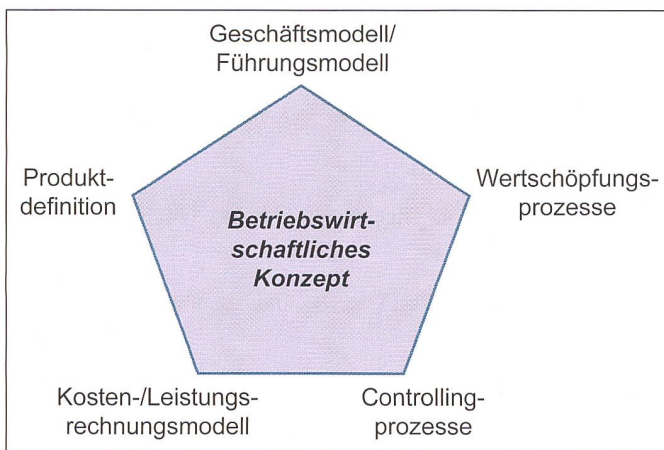 Geschäftsmodell/
Führungsmodell
Produkt-
definition
Wertschöpfungs-
prozesse
Betriebswirt-
schaftliches
Konzept
Kosten-/Leistungs-
rechnungsmodell
Controlling-
prozesse